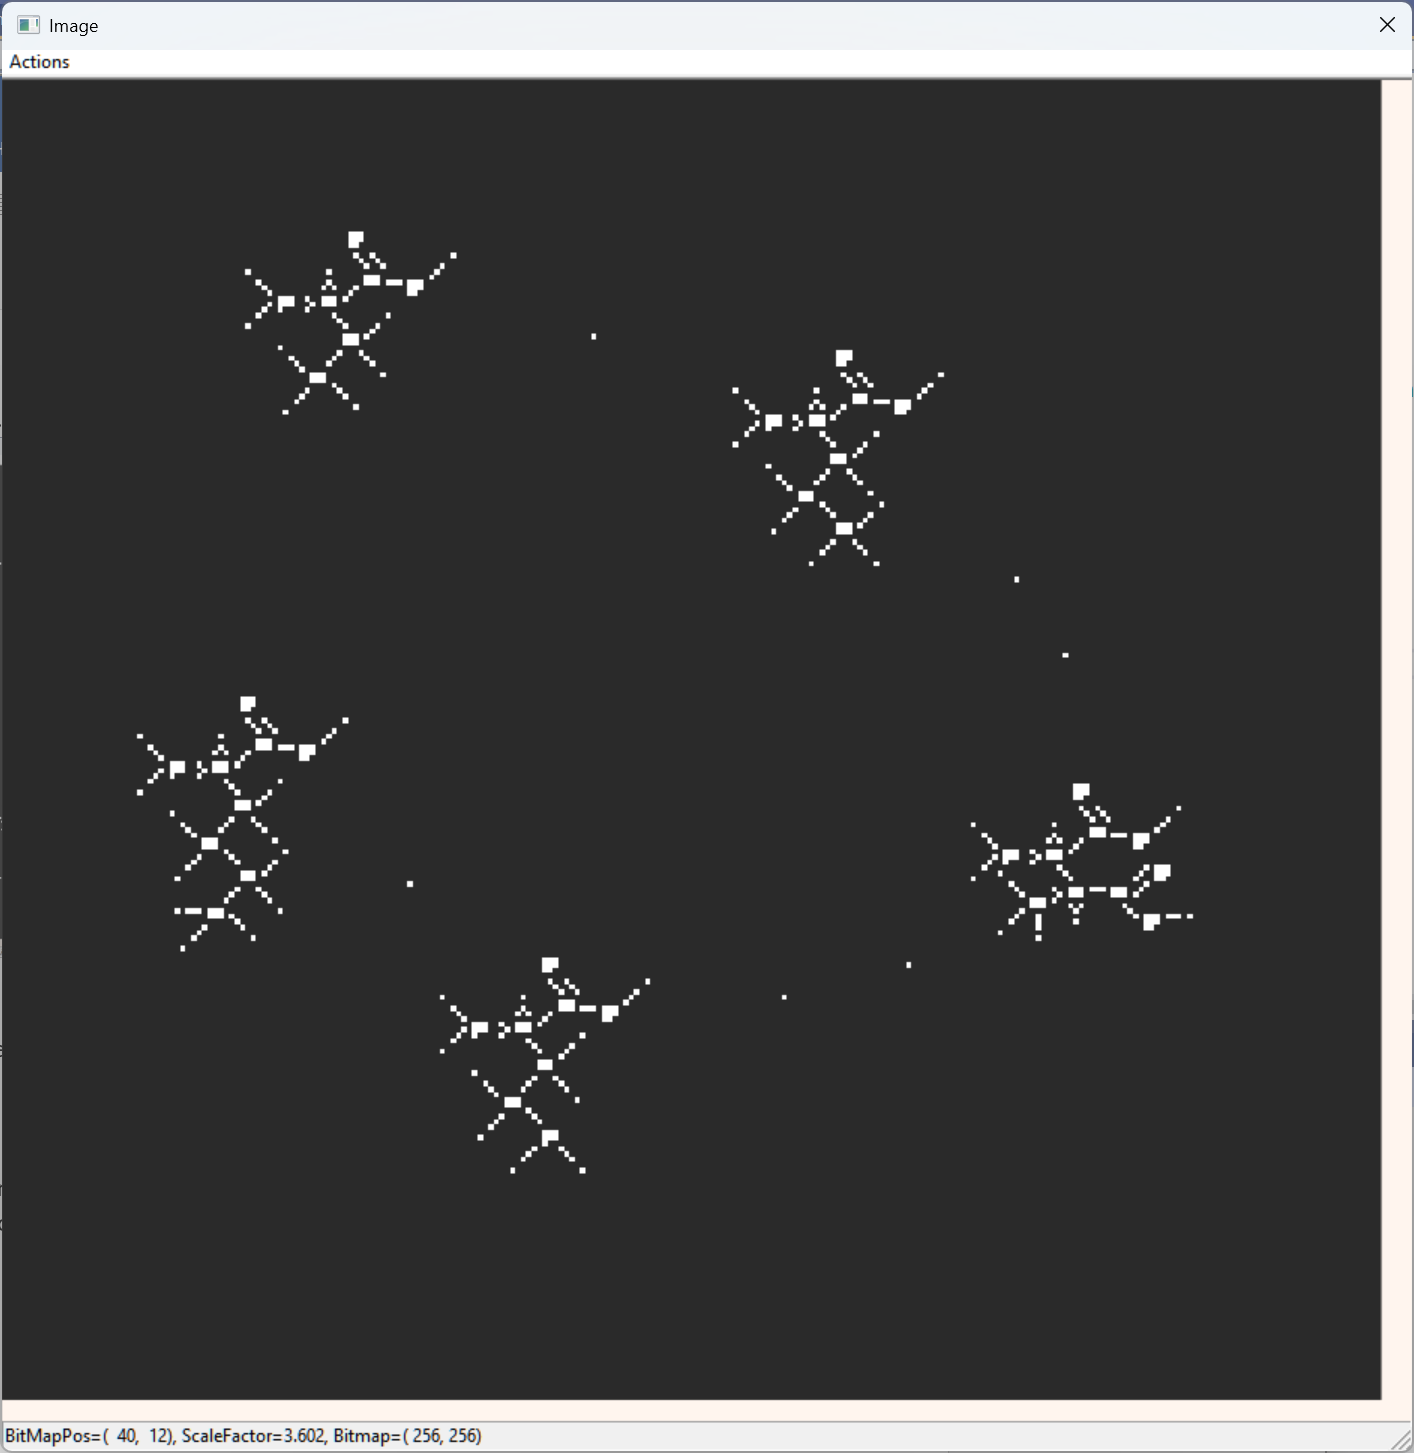 Image
Actions
BitMapPos=( 40, 12), ScaleFactor=3.602, Bitmap=( 256, 256)